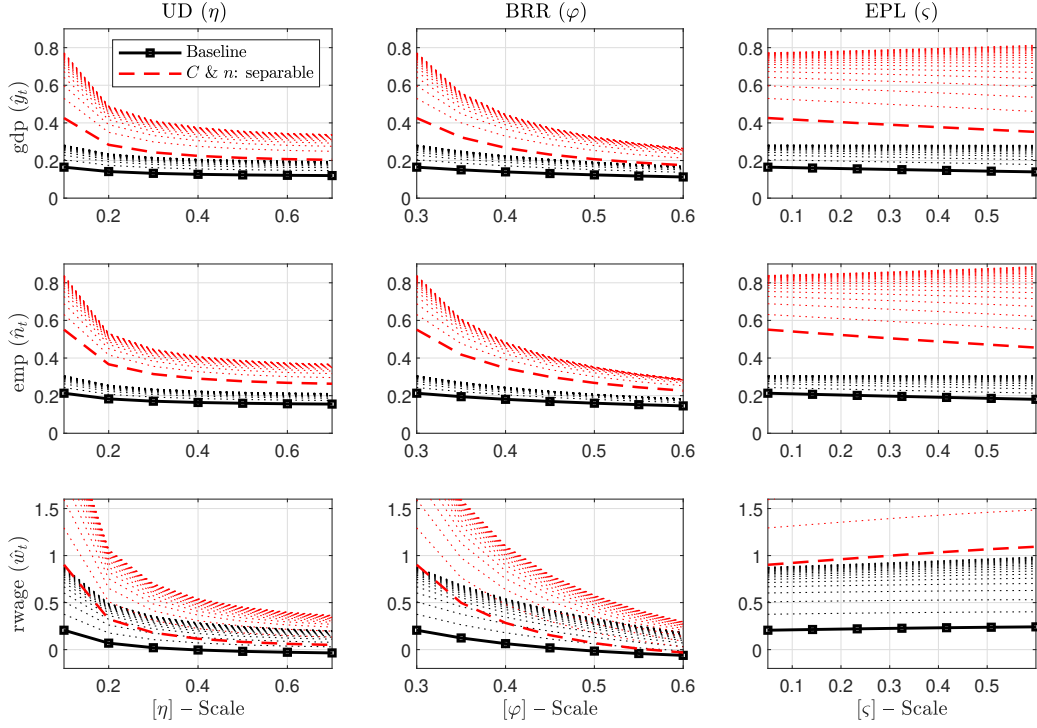 UD (η)
BRR (φ)
EPL (ς)
Baseline
C & n: separable
gdp (ŷt)
0.8
0.6
0.4
0.2
0
0.2 0.4 0.6
0.8
0.6
0.4
0.2
0
0.3 0.4 0.5 0.6
0.8
0.6
0.4
0.2
0
0.1 0.2 0.3 0.4 0.5
emp (n̂t)
0.8
0.6
0.4
0.2
0
0.2 0.4 0.6
0.8
0.6
0.4
0.2
0
0.3 0.4 0.5 0.6
0.8
0.6
0.4
0.2
0
0.1 0.2 0.3 0.4 0.5
rwage (ŵt)
1.5
1
0.5
0
0.2 0.4 0.6
[η] – Scale
1.5
1
0.5
0
0.3 0.4 0.5 0.6
[φ] – Scale
1.5
1
0.5
0
0.1 0.2 0.3 0.4 0.5
[ς] – Scale